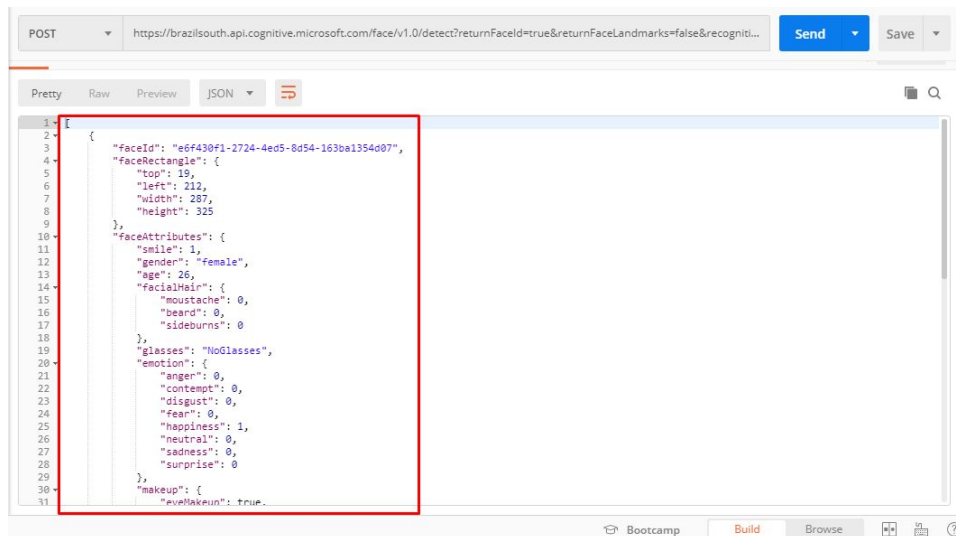 POST https://brazilsouth.api.cognitive.microsoft.com/face/v1.0/detect?returnFaceId=true&returnFaceLandmarks=false&recogniti... Send Save
Pretty Raw Preview JSON
1 [
2 {
3 "faceId": "e6f430f1-2724-4ed5-8d54-163ba1354d07",
4 "faceRectangle": {
5 "top": 19,
6 "left": 212,
7 "width": 287,
8 "height": 325
9 },
10 "faceAttributes": {
11 "smile": 1,
12 "gender": "female",
13 "age": 26,
14 "facialHair": {
15 "moustache": 0,
16 "beard": 0,
17 "sideburns": 0
18 },
19 "glasses": "NoGlasses",
20 "emotion": {
21 "anger": 0,
22 "contempt": 0,
23 "disgust": 0,
24 "fear": 0,
25 "happiness": 1,
26 "neutral": 0,
27 "sadness": 0,
28 "surprise": 0
29 },
30 "makeup": {
31 "eyeMakeup": true,
Bootcamp Build Browse